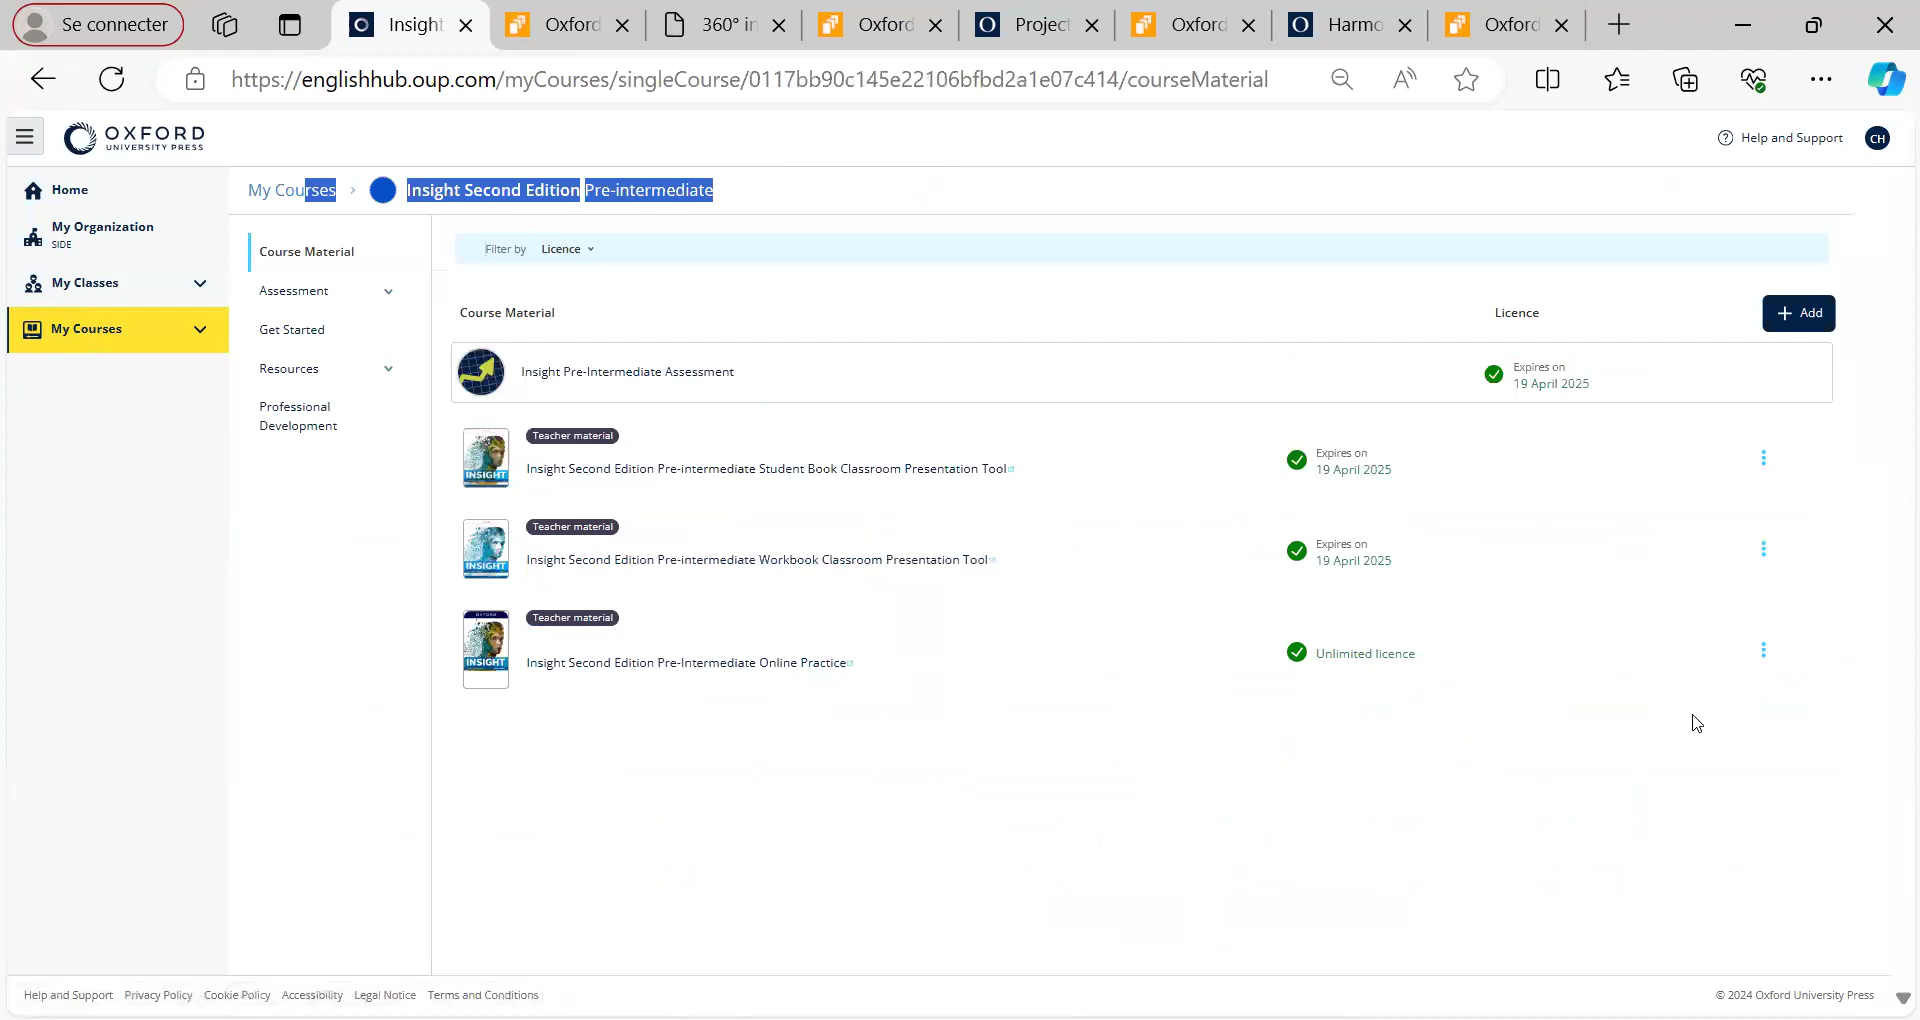 Se connecter
Insight
Oxford
360° in
Oxford
Project
Oxford
Harmo
Oxford
https://englishhub.oup.com/myCourses/singleCourse/0117bb90c145e22106bfbd2a1e07c414/courseMaterial
OXFORD
UNIVERSITY PRESS
Help and Support
CH
Home
My Organization
SIDE
My Classes
My Courses
My Courses > Insight Second Edition Pre-intermediate
Course Material
Assessment
Get Started
Resources
Professional
Development
Filter by Licence
Course Material Licence
+ Add
Insight Pre-Intermediate Assessment
Expires on
19 April 2025
Teacher material
INSIGHT
Insight Second Edition Pre-intermediate Student Book Classroom Presentation Tool
Expires on
19 April 2025
Teacher material
INSIGHT
Insight Second Edition Pre-intermediate Workbook Classroom Presentation Tool
Expires on
19 April 2025
OXFORD
INSIGHT
Teacher material
Insight Second Edition Pre-Intermediate Online Practice
Unlimited licence
Help and Support Privacy Policy Cookie Policy Accessibility Legal Notice Terms and Conditions
© 2024 Oxford University Press